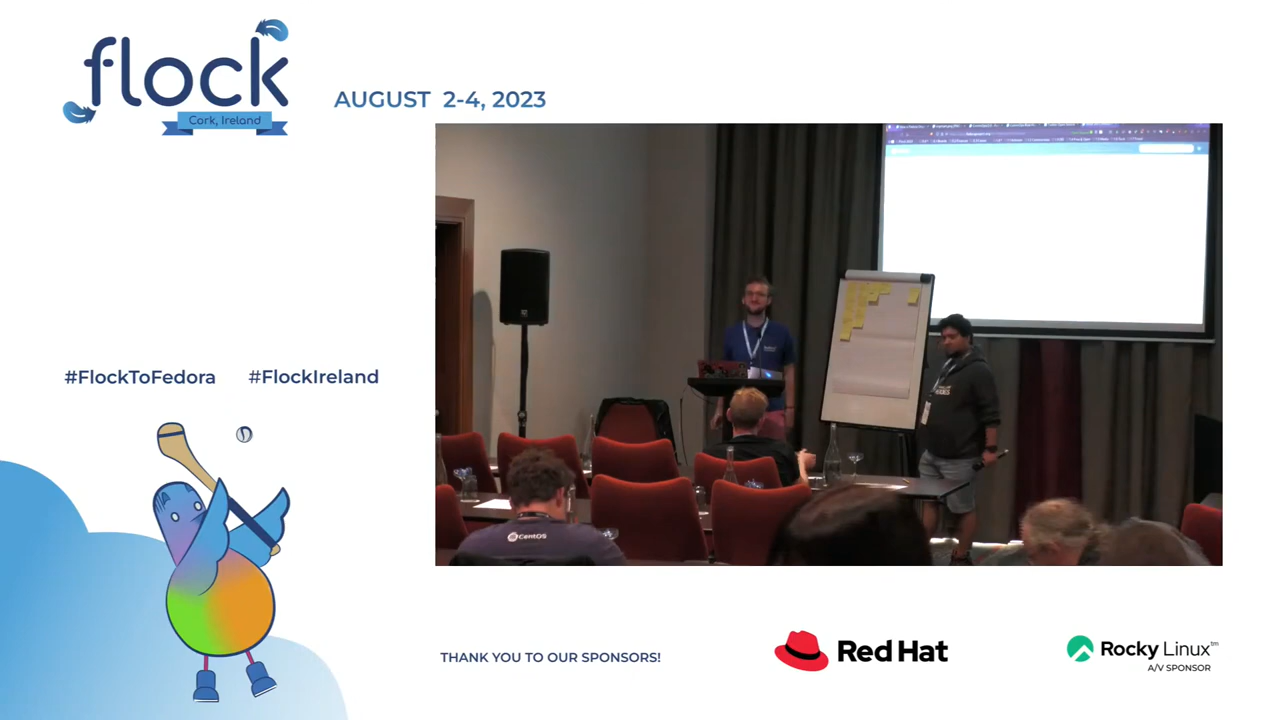 flock
Cork, Ireland
AUGUST 2-4, 2023
#FlockToFedora #FlockIreland
CentOS
THANK YOU TO OUR SPONSORS!
Red Hat
Rocky Linux™
A/V SPONSOR